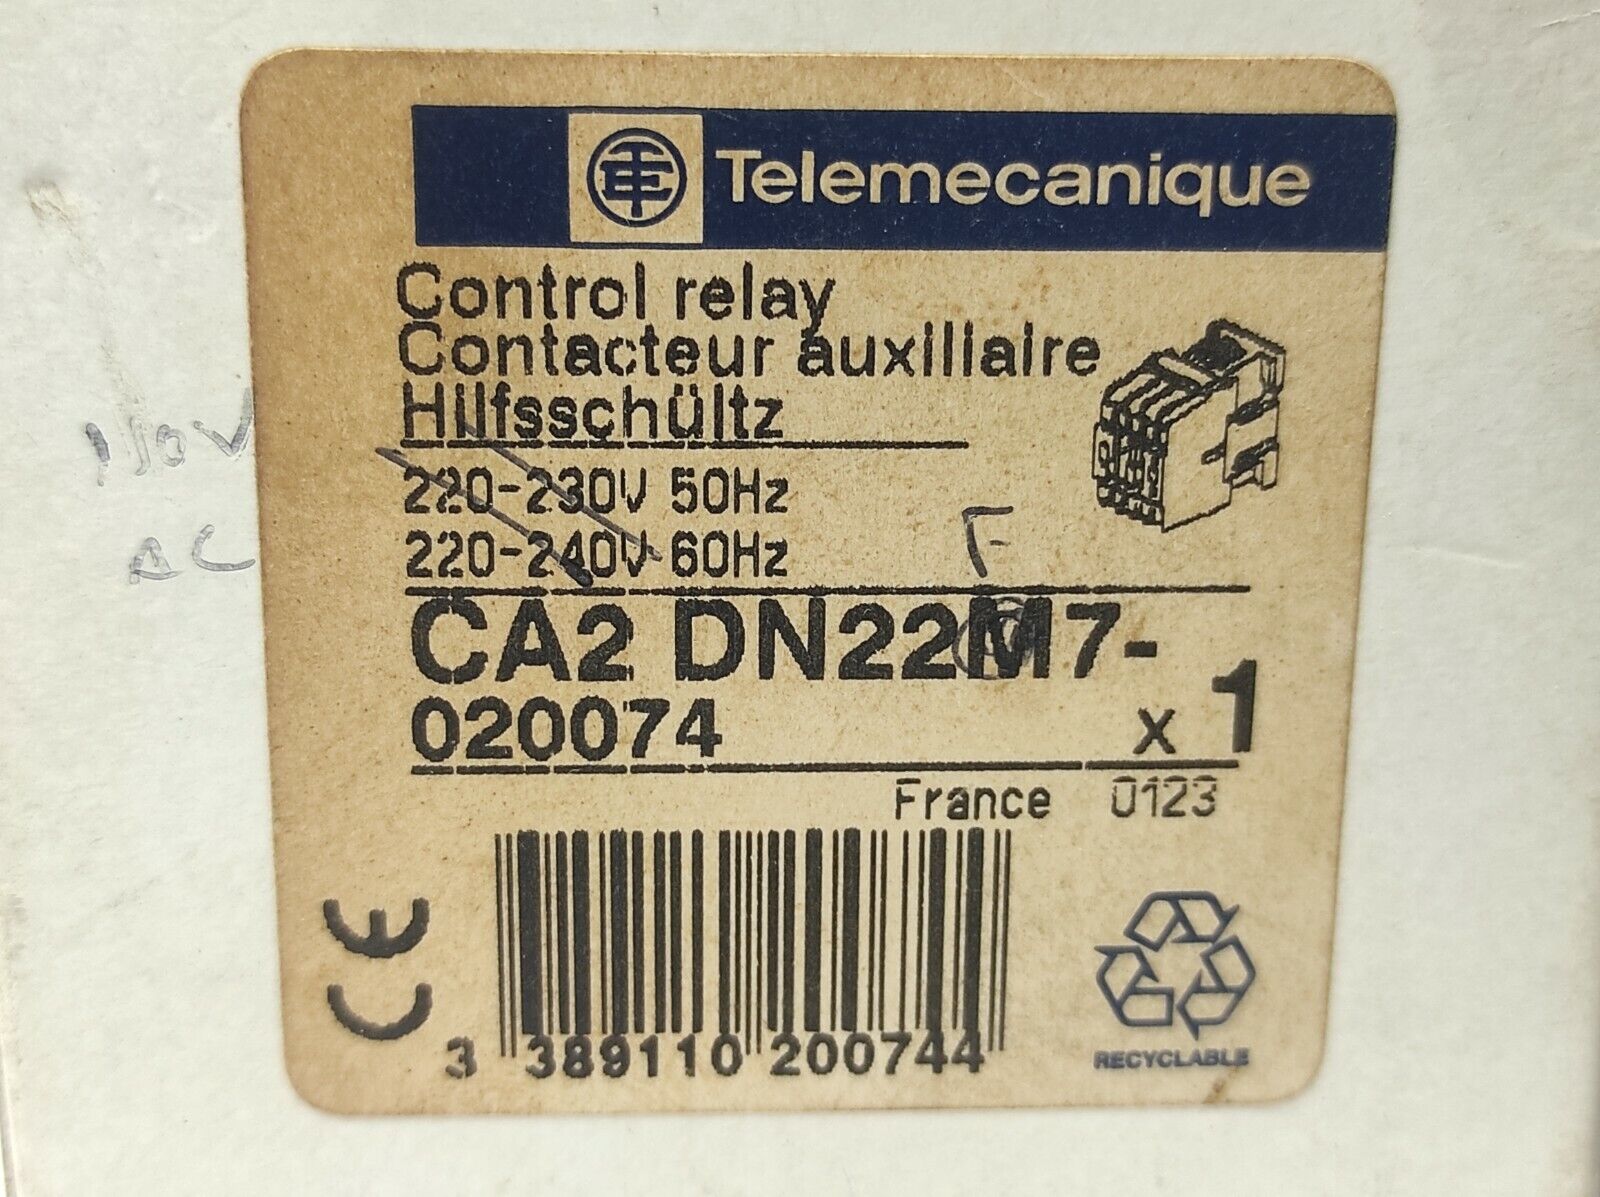 Telemecanique
Control relay
Contacteur auxiliaire
Hilfsschültz
110V
AC
220-230V 50Hz
220-240V 60Hz
F
CA2 DN22M7-
020074 x 1
France 0123
CE
3 389110 200744
RECYCLABLE